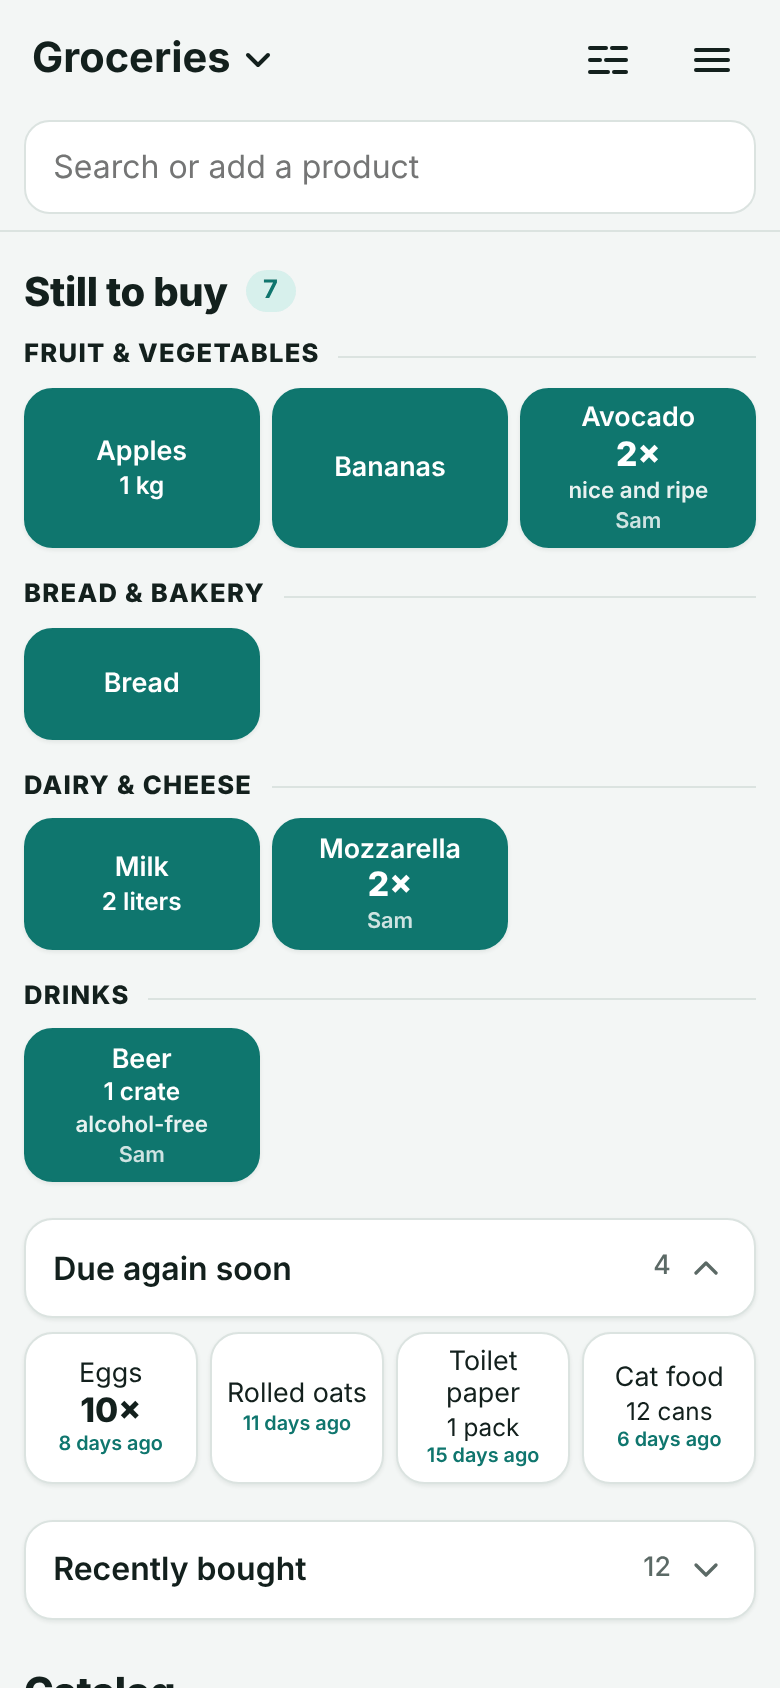 Groceries
Search or add a product
Still to buy 7
FRUIT & VEGETABLES
Apples
1 kg
Bananas
Avocado
2×
nice and ripe
Sam
BREAD & BAKERY
Bread
DAIRY & CHEESE
Milk
2 liters
Mozzarella
2×
Sam
DRINKS
Beer
1 crate
alcohol-free
Sam
Due again soon 4
Eggs
10×
8 days ago
Rolled oats
11 days ago
Toilet
paper
1 pack
15 days ago
Cat food
12 cans
6 days ago
Recently bought 12
Catalog